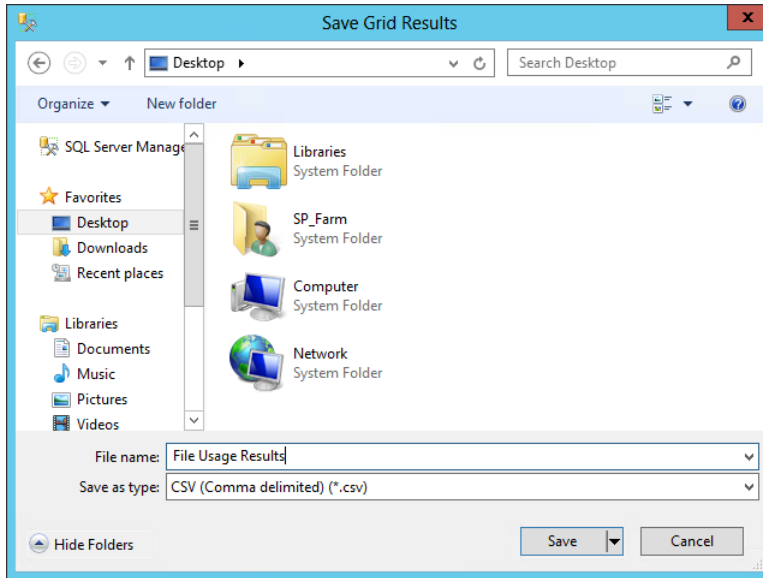 Save Grid Results
x
Desktop
Search Desktop
Organize
New folder
?
SQL Server Manage
Favorites
Desktop
Downloads
Recent places
Libraries
Documents
Music
Pictures
Videos
Libraries
System Folder
SP_Farm
System Folder
Computer
System Folder
Network
System Folder
File name: File Usage Results
Save as type: CSV (Comma delimited) (*.csv)
Hide Folders
Save
Cancel